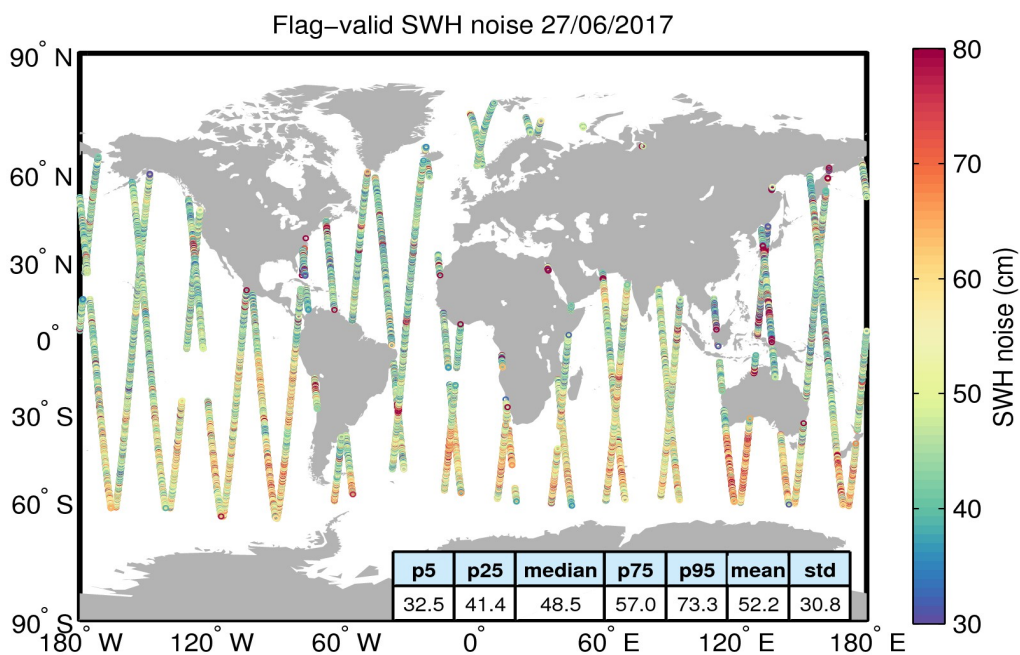 Flag−valid SWH noise 27/06/2017
90° N
60° N
30° N
0°
30° S
60° S
90° S
180° W 120° W 60° W 0° 60° E 120° E 180° E
80
70
60
50
40
30
SWH noise (cm)
p5 p25 median p75 p95 mean std
32.5 41.4 48.5 57.0 73.3 52.2 30.8